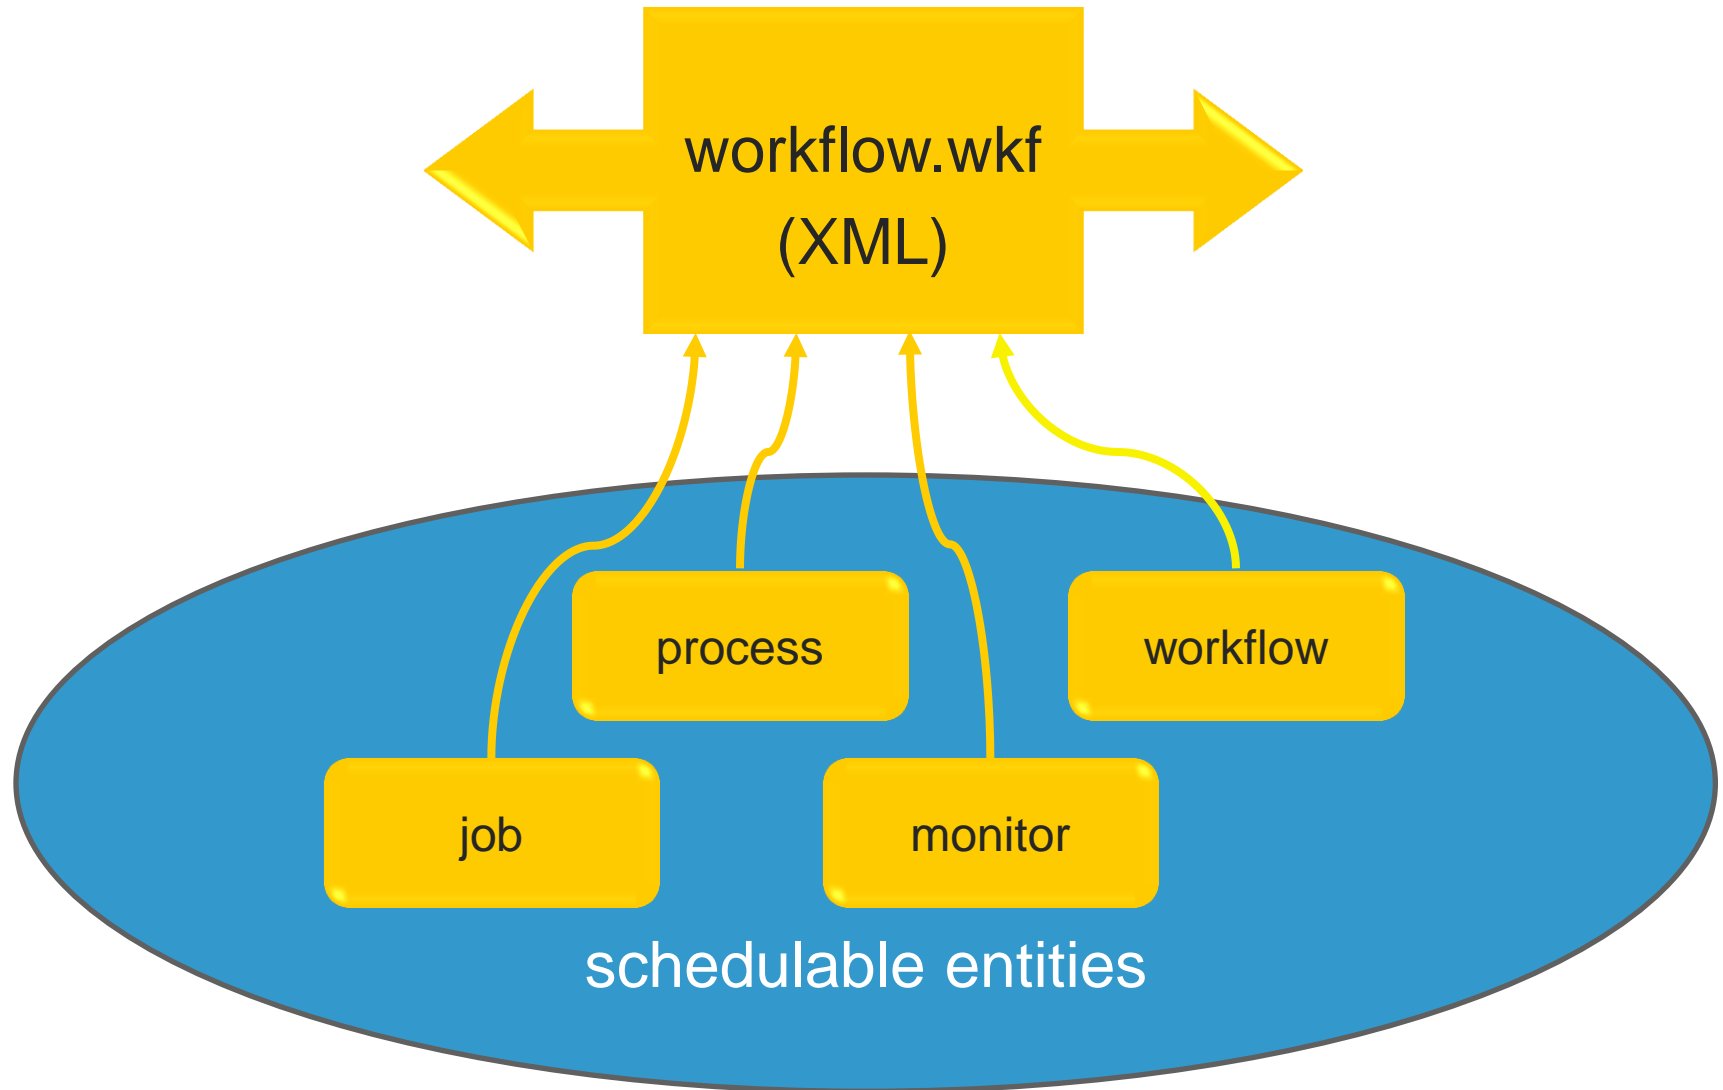 workflow.wkf
(XML)
process
workflow
job
monitor
schedulable entities